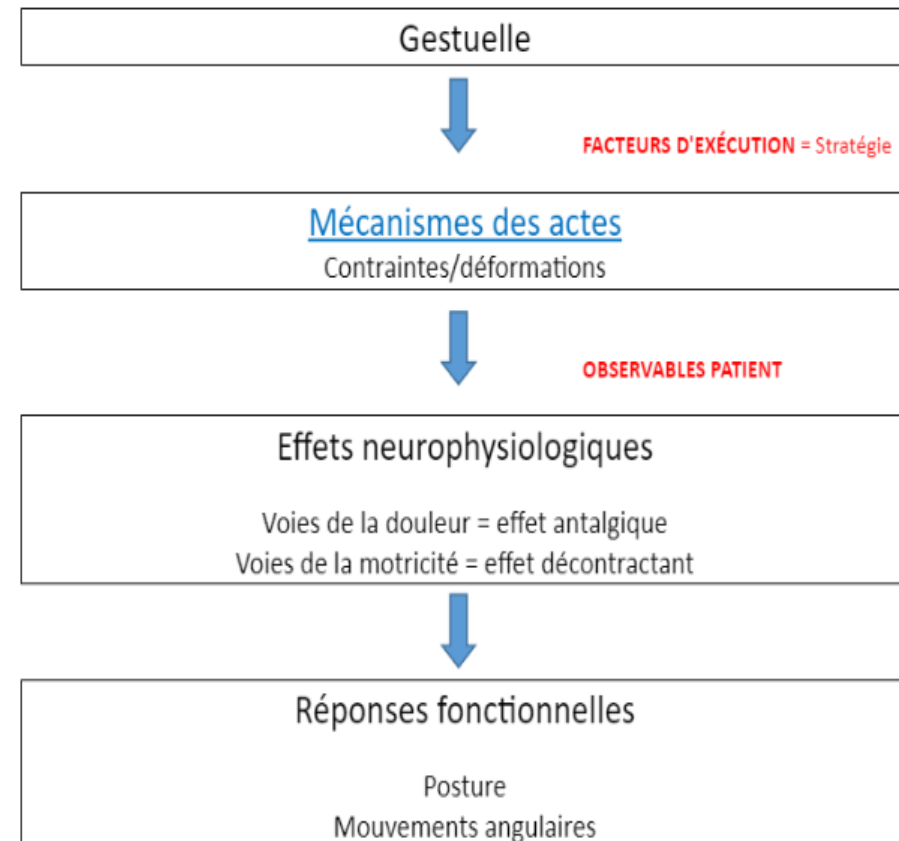 Gestuelle
FACTEURS D'EXÉCUTION = Stratégie
Mécanismes des actes
Contraintes/déformations
OBSERVABLES PATIENT
Effets neurophysiologiques
Voies de la douleur = effet antalgique
Voies de la motricité = effet décontractant
Réponses fonctionnelles
Posture
Mouvements angulaires